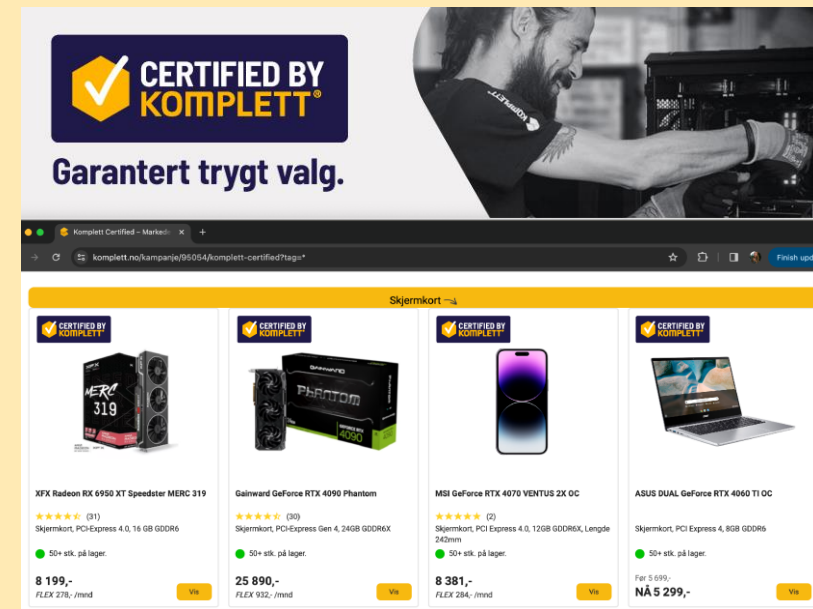 CERTIFIED BY
KOMPLETT®
Garantert trygt valg.
KOMPLETT
Komplett Certified – Markede
komplett.no/kampanje/95054/komplett-certified?tag=*
Finish upd
Skjermkort
CERTIFIED BY
KOMPLETT
CERTIFIED BY
KOMPLETT
CERTIFIED BY
KOMPLETT
CERTIFIED BY
KOMPLETT
MERC
319
GAINWARD
PHANTOM
GEFORCE RTX
4090
XFX Radeon RX 6950 XT Speedster MERC 319
(31)
Skjermkort, PCI-Express 4.0, 16 GB GDDR6
50+ stk. på lager.
8 199,-
FLEX 278,- /mnd
Vis
Gainward GeForce RTX 4090 Phantom
(30)
Skjermkort, PCI-Express Gen 4, 24GB GDDR6X
50+ stk. på lager.
25 890,-
FLEX 932,- /mnd
Vis
MSI GeForce RTX 4070 VENTUS 2X OC
(2)
Skjermkort, PCI Express 4.0, 12GB GDDR6X, Lengde
242mm
50+ stk. på lager.
8 381,-
FLEX 284,- /mnd
Vis
ASUS DUAL GeForce RTX 4060 TI OC
Skjermkort, PCI Express 4, 8GB GDDR6
50+ stk. på lager.
Før 5 699,-
NÅ 5 299,-
Vis